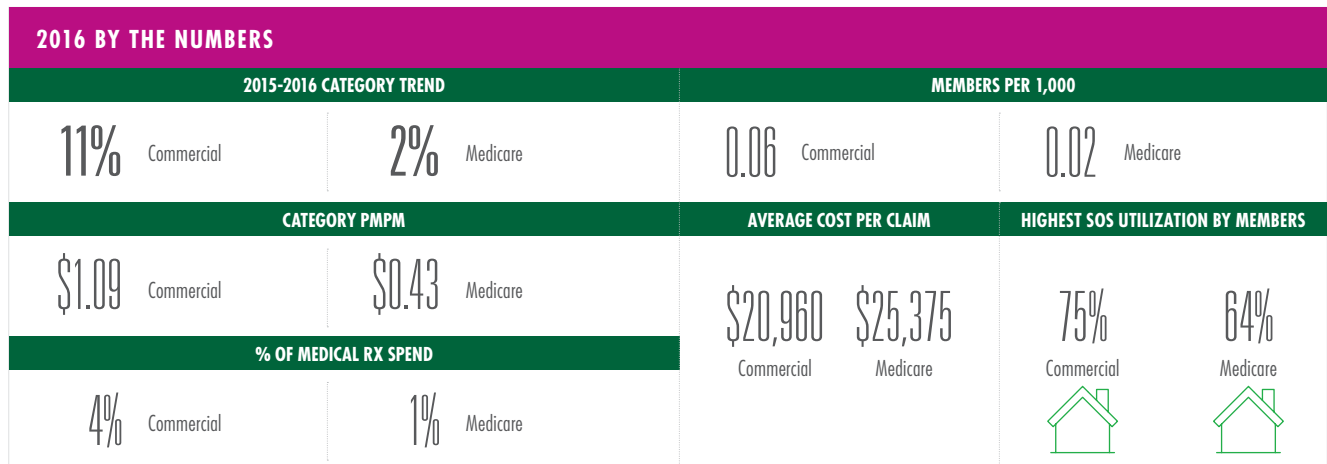 2016 BY THE NUMBERS
2015-2016 CATEGORY TREND
11% Commercial
2% Medicare
MEMBERS PER 1,000
0.06 Commercial
0.02 Medicare
CATEGORY PMPM
$1.09 Commercial
$0.43 Medicare
% OF MEDICAL RX SPEND
4% Commercial
1% Medicare
AVERAGE COST PER CLAIM
$20,960 $25,375
Commercial Medicare
HIGHEST SOS UTILIZATION BY MEMBERS
75% 64%
Commercial Medicare